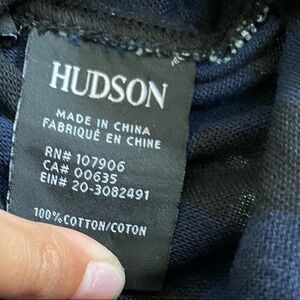 HUDSON
MADE IN CHINA
FABRIQUÉ EN CHINE
RN# 107906
CA# 00635
EIN# 20-3082491
100% COTTON/COTON